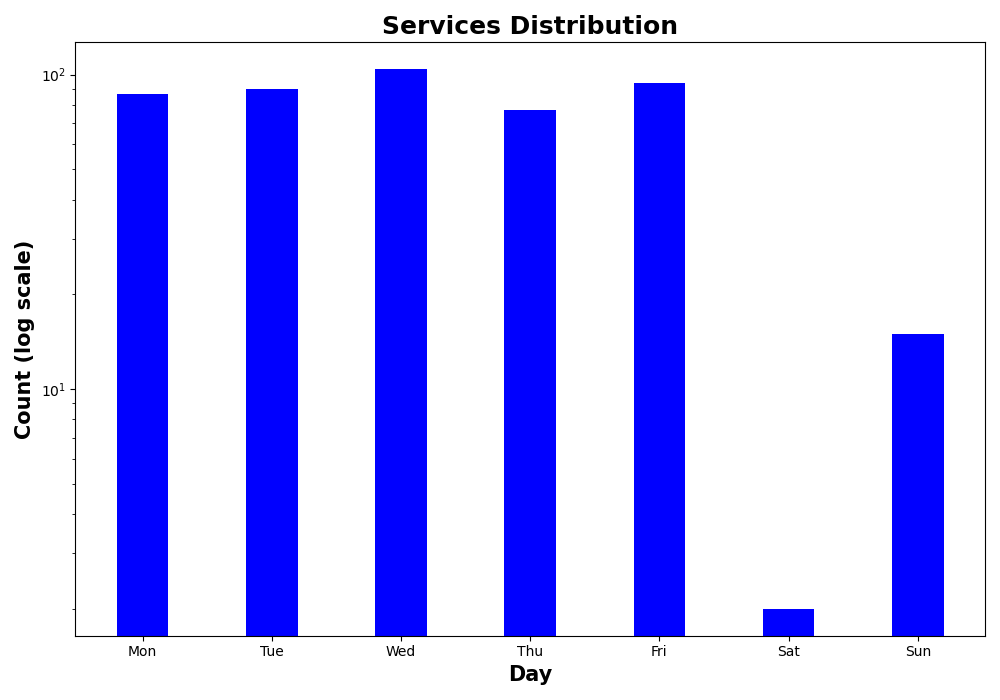 Services Distribution
Count (log scale)
10²
10¹
Mon Tue Wed Thu Fri Sat Sun
Day